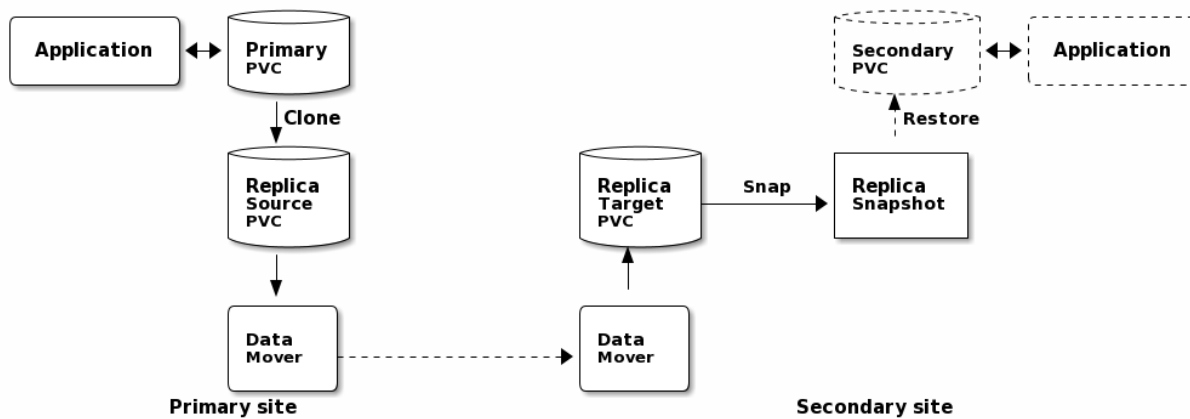 Application
Primary
PVC
Secondary
PVC
Application
Clone
Restore
Replica
Source
PVC
Replica
Target
PVC
Snap
Replica
Snapshot
Data
Mover
Data
Mover
Primary site
Secondary site